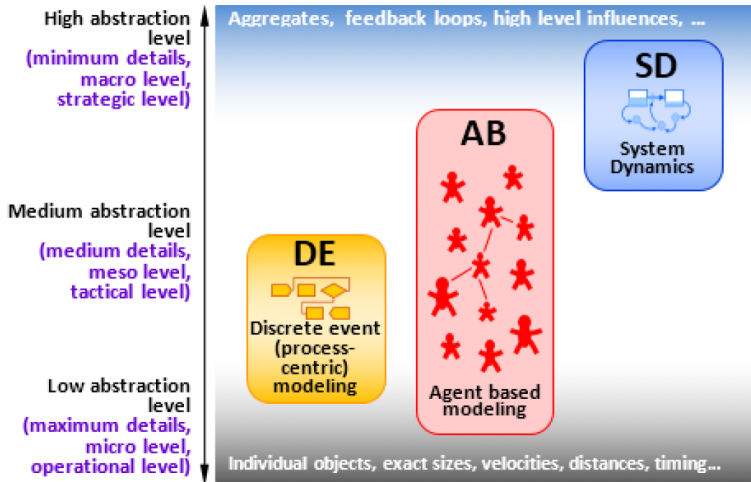 High abstraction
level
(minimum details,
macro level,
strategic level)
Medium abstraction
level
(medium details,
meso level,
tactical level)
Low abstraction
level
(maximum details,
micro level,
operational level)
Aggregates, feedback loops, high level influences, ...
DE
Discrete event
(process-
centric)
modeling
AB
Agent based
modeling
SD
System
Dynamics
Individual objects, exact sizes, velocities, distances, timing...